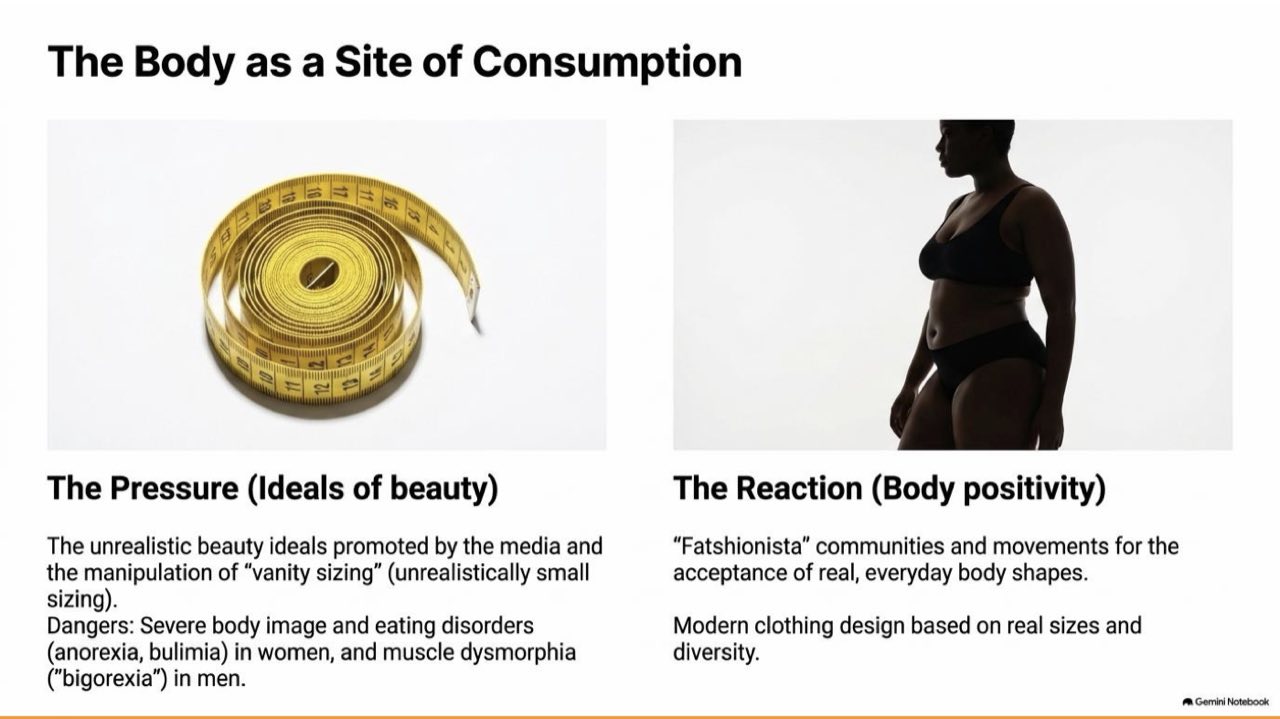 The Body as a Site of Consumption
The Pressure (Ideals of beauty)
The unrealistic beauty ideals promoted by the media and
the manipulation of “vanity sizing” (unrealistically small
sizing).
Dangers: Severe body image and eating disorders
(anorexia, bulimia) in women, and muscle dysmorphia
(”bigorexia”) in men.
The Reaction (Body positivity)
“Fatshionista” communities and movements for the
acceptance of real, everyday body shapes.
Modern clothing design based on real sizes and
diversity.
Gemini Notebook